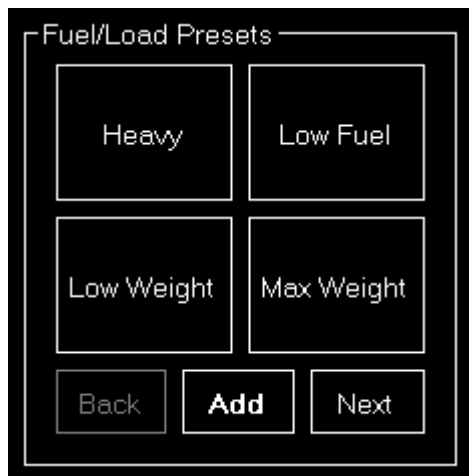 Fuel/Load Presets
Heavy
Low Fuel
Low Weight
Max Weight
Back
Add
Next